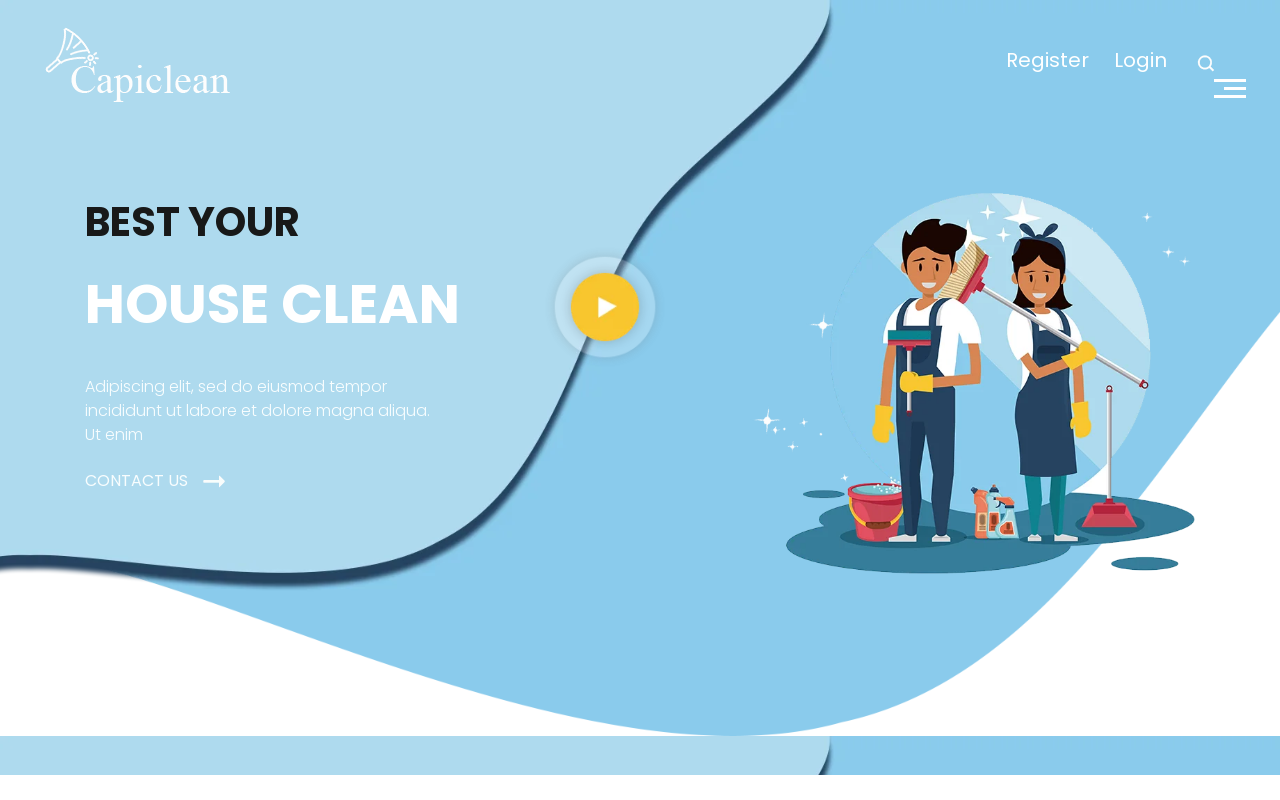 Capiclean
Register Login
BEST YOUR
HOUSE CLEAN
Adipiscing elit, sed do eiusmod tempor
incididunt ut labore et dolore magna aliqua.
Ut enim
CONTACT US